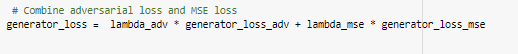 # Combine adversarial loss and MSE loss
generator_loss =  lambda_adv * generator_loss_adv + lambda_mse * generator_loss_mse